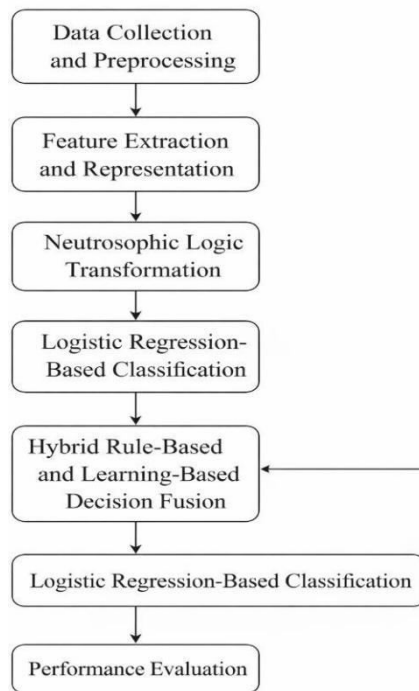 Data Collection
and Preprocessing
Feature Extraction
and Representation
Neutrosophic Logic
Transformation
Logistic Regression-
Based Classification
Hybrid Rule-Based
and Learning-Based
Decision Fusion
Logistic Regression-Based Classification
Performance Evaluation